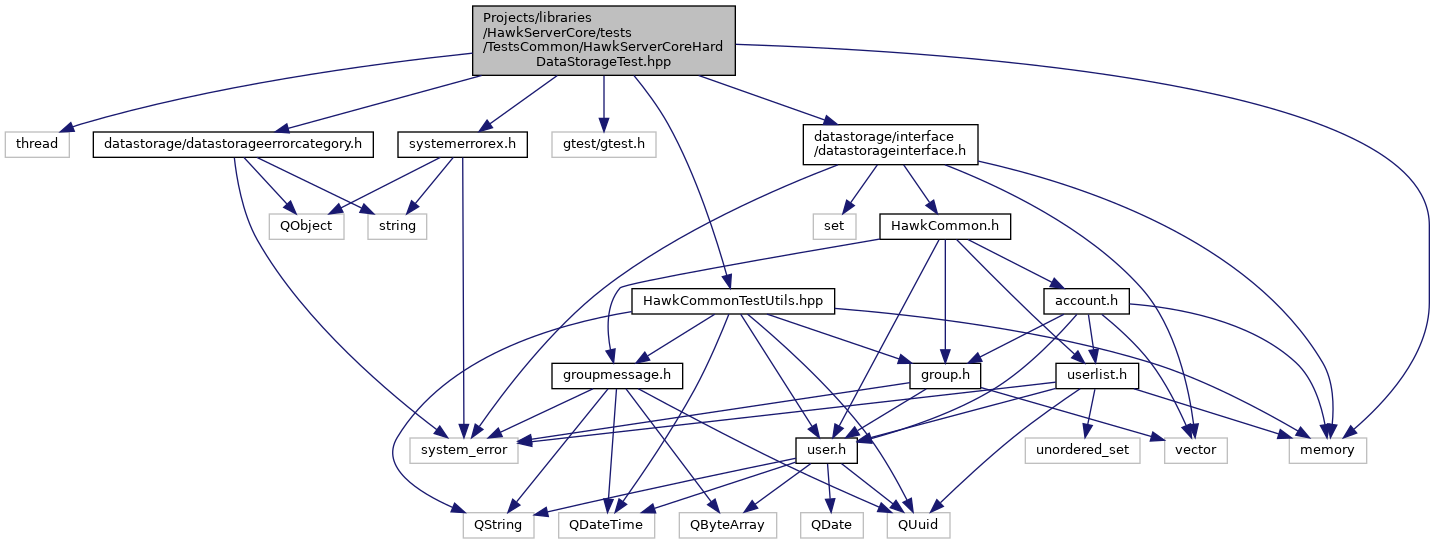 Projects/libraries
/HawkServerCore/tests
/TestsCommon/HawkServerCoreHard
DataStorageTest.hpp
thread
datastorage/datastorageerrorcategory.h
systemerrorex.h
gtest/gtest.h
datastorage/interface
/datastorageinterface.h
QObject
string
set
HawkCommon.h
HawkCommonTestUtils.hpp
account.h
groupmessage.h
group.h
userlist.h
system_error
user.h
unordered_set
vector
memory
QString
QDateTime
QByteArray
QDate
QUuid